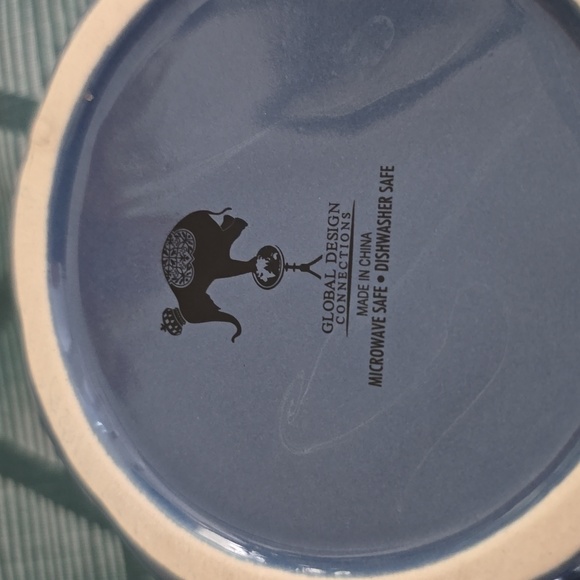 GLOBAL DESIGN
CONNECTIONS
MADE IN CHINA
MICROWAVE SAFE • DISHWASHER SAFE